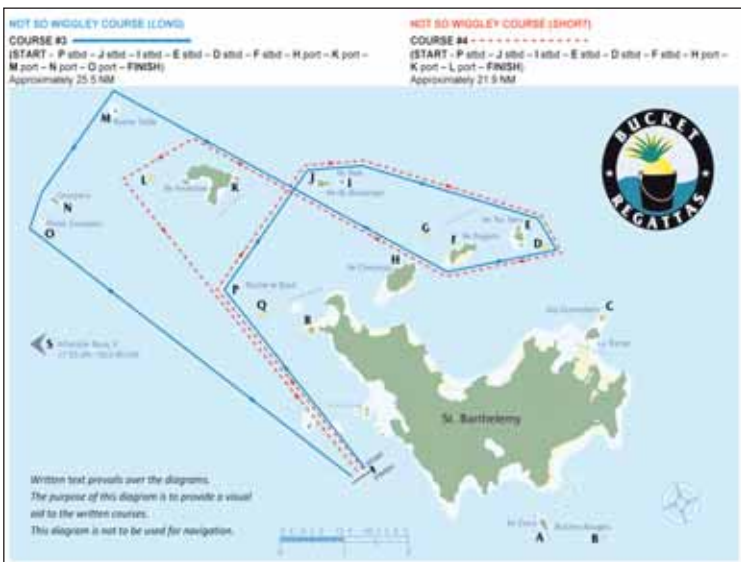 NOT SO WIGGLEY COURSE (LONG)
COURSE #3
(START - P stbd – J stbd – I stbd – E stbd – D stbd – F stbd – H port – K port –
M port – N port – O port – FINISH)
Approximately 25.5 NM
NOT SO WIGGLEY COURSE (SHORT)
COURSE #4
(START - P stbd – J stbd – I stbd – E stbd – D stbd – F stbd – H port –
K port – L port – FINISH)
Approximately 21.9 NM
BUCKET
REGATTAS
M
L
K
J
I
N
O
G
F
E
D
H
P
Q
B
C
S
St. Barthelemy
A
B
Written text prevails over the diagrams.
The purpose of this diagram is to provide a visual
aid to the written courses.
This diagram is not to be used for navigation.